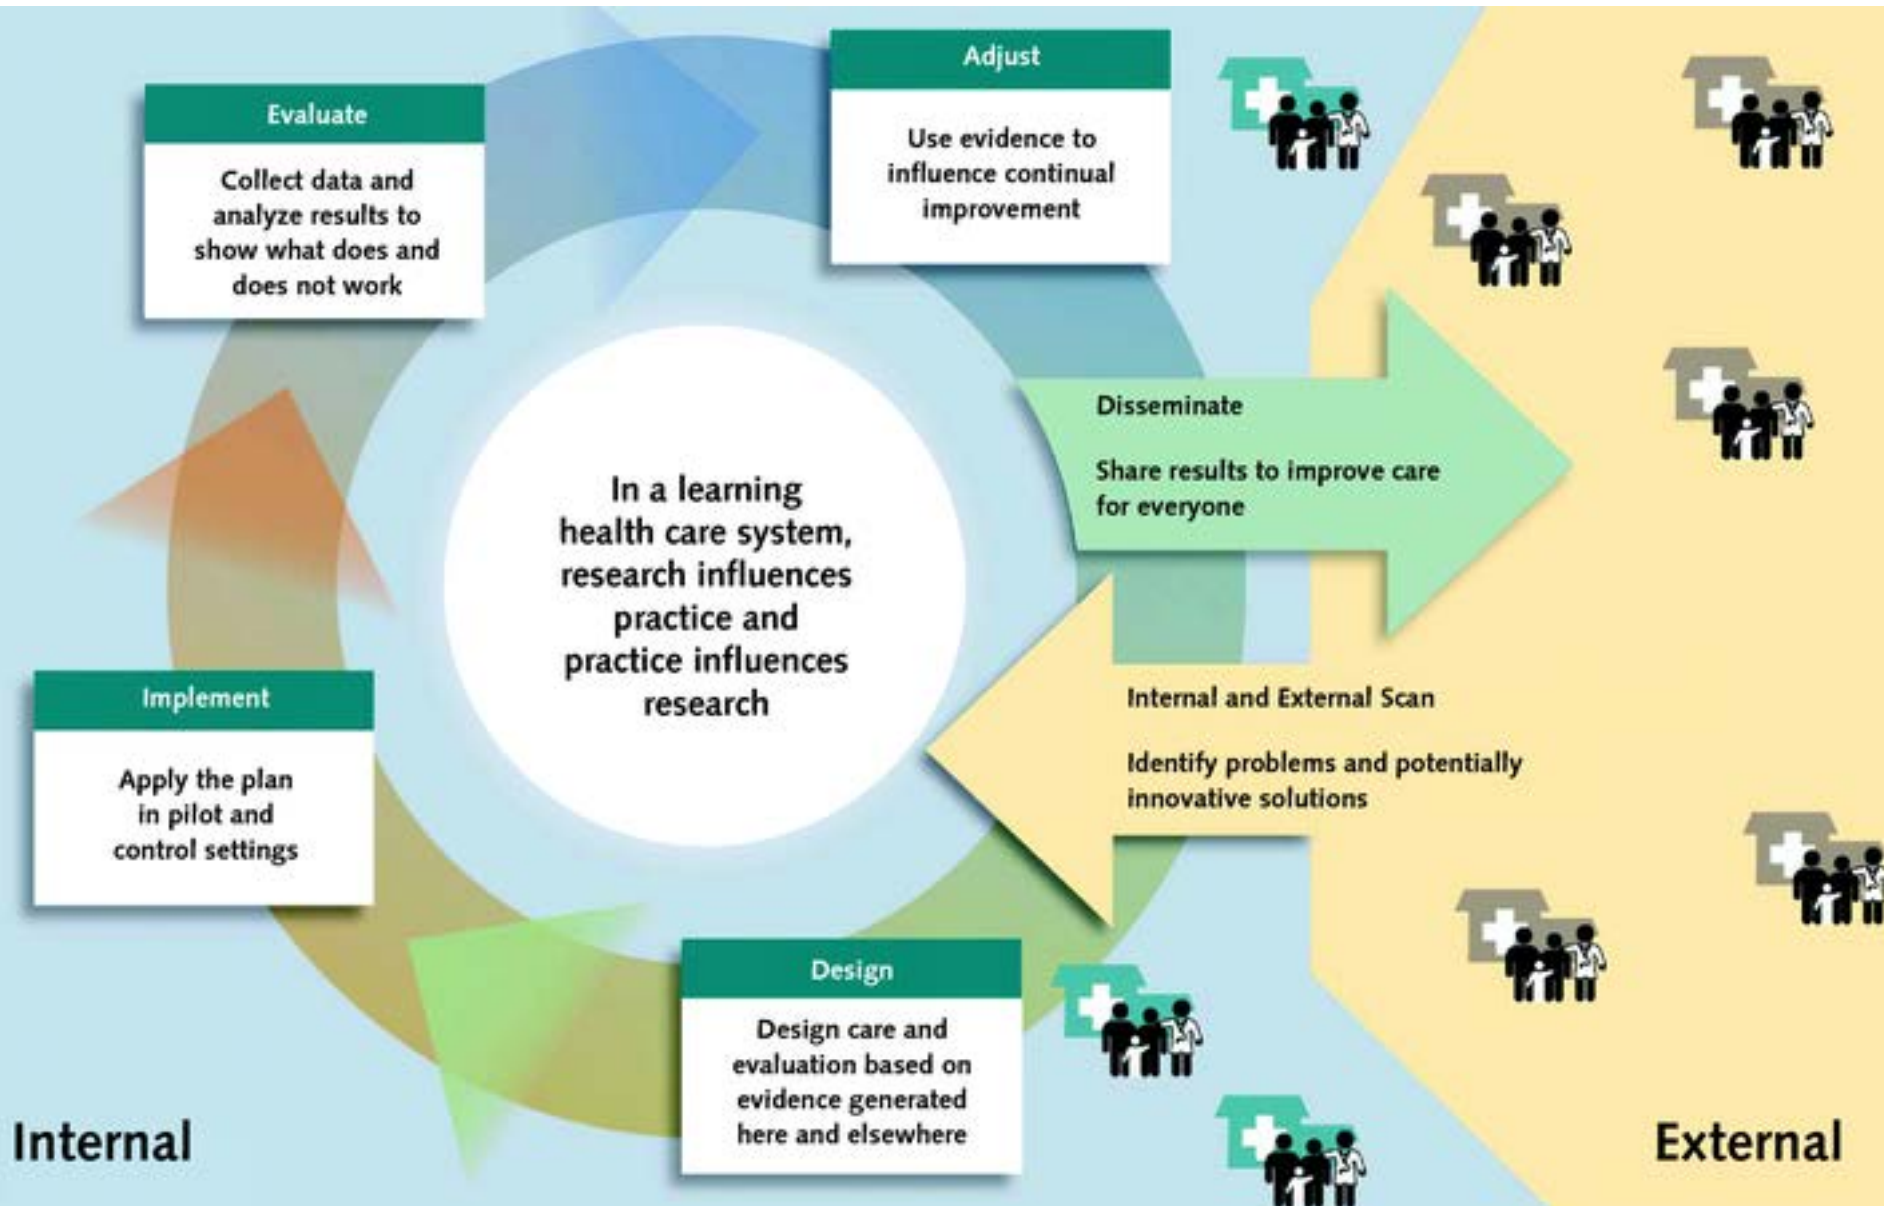 Adjust
Use evidence to
influence continual
improvement
Evaluate
Collect data and
analyze results to
show what does and
does not work
Disseminate
Share results to improve care
for everyone
In a learning
health care system,
research influences
practice and
practice influences
research
Internal and External Scan
Identify problems and potentially
innovative solutions
Implement
Apply the plan
in pilot and
control settings
Design
Design care and
evaluation based on
evidence generated
here and elsewhere
Internal
External